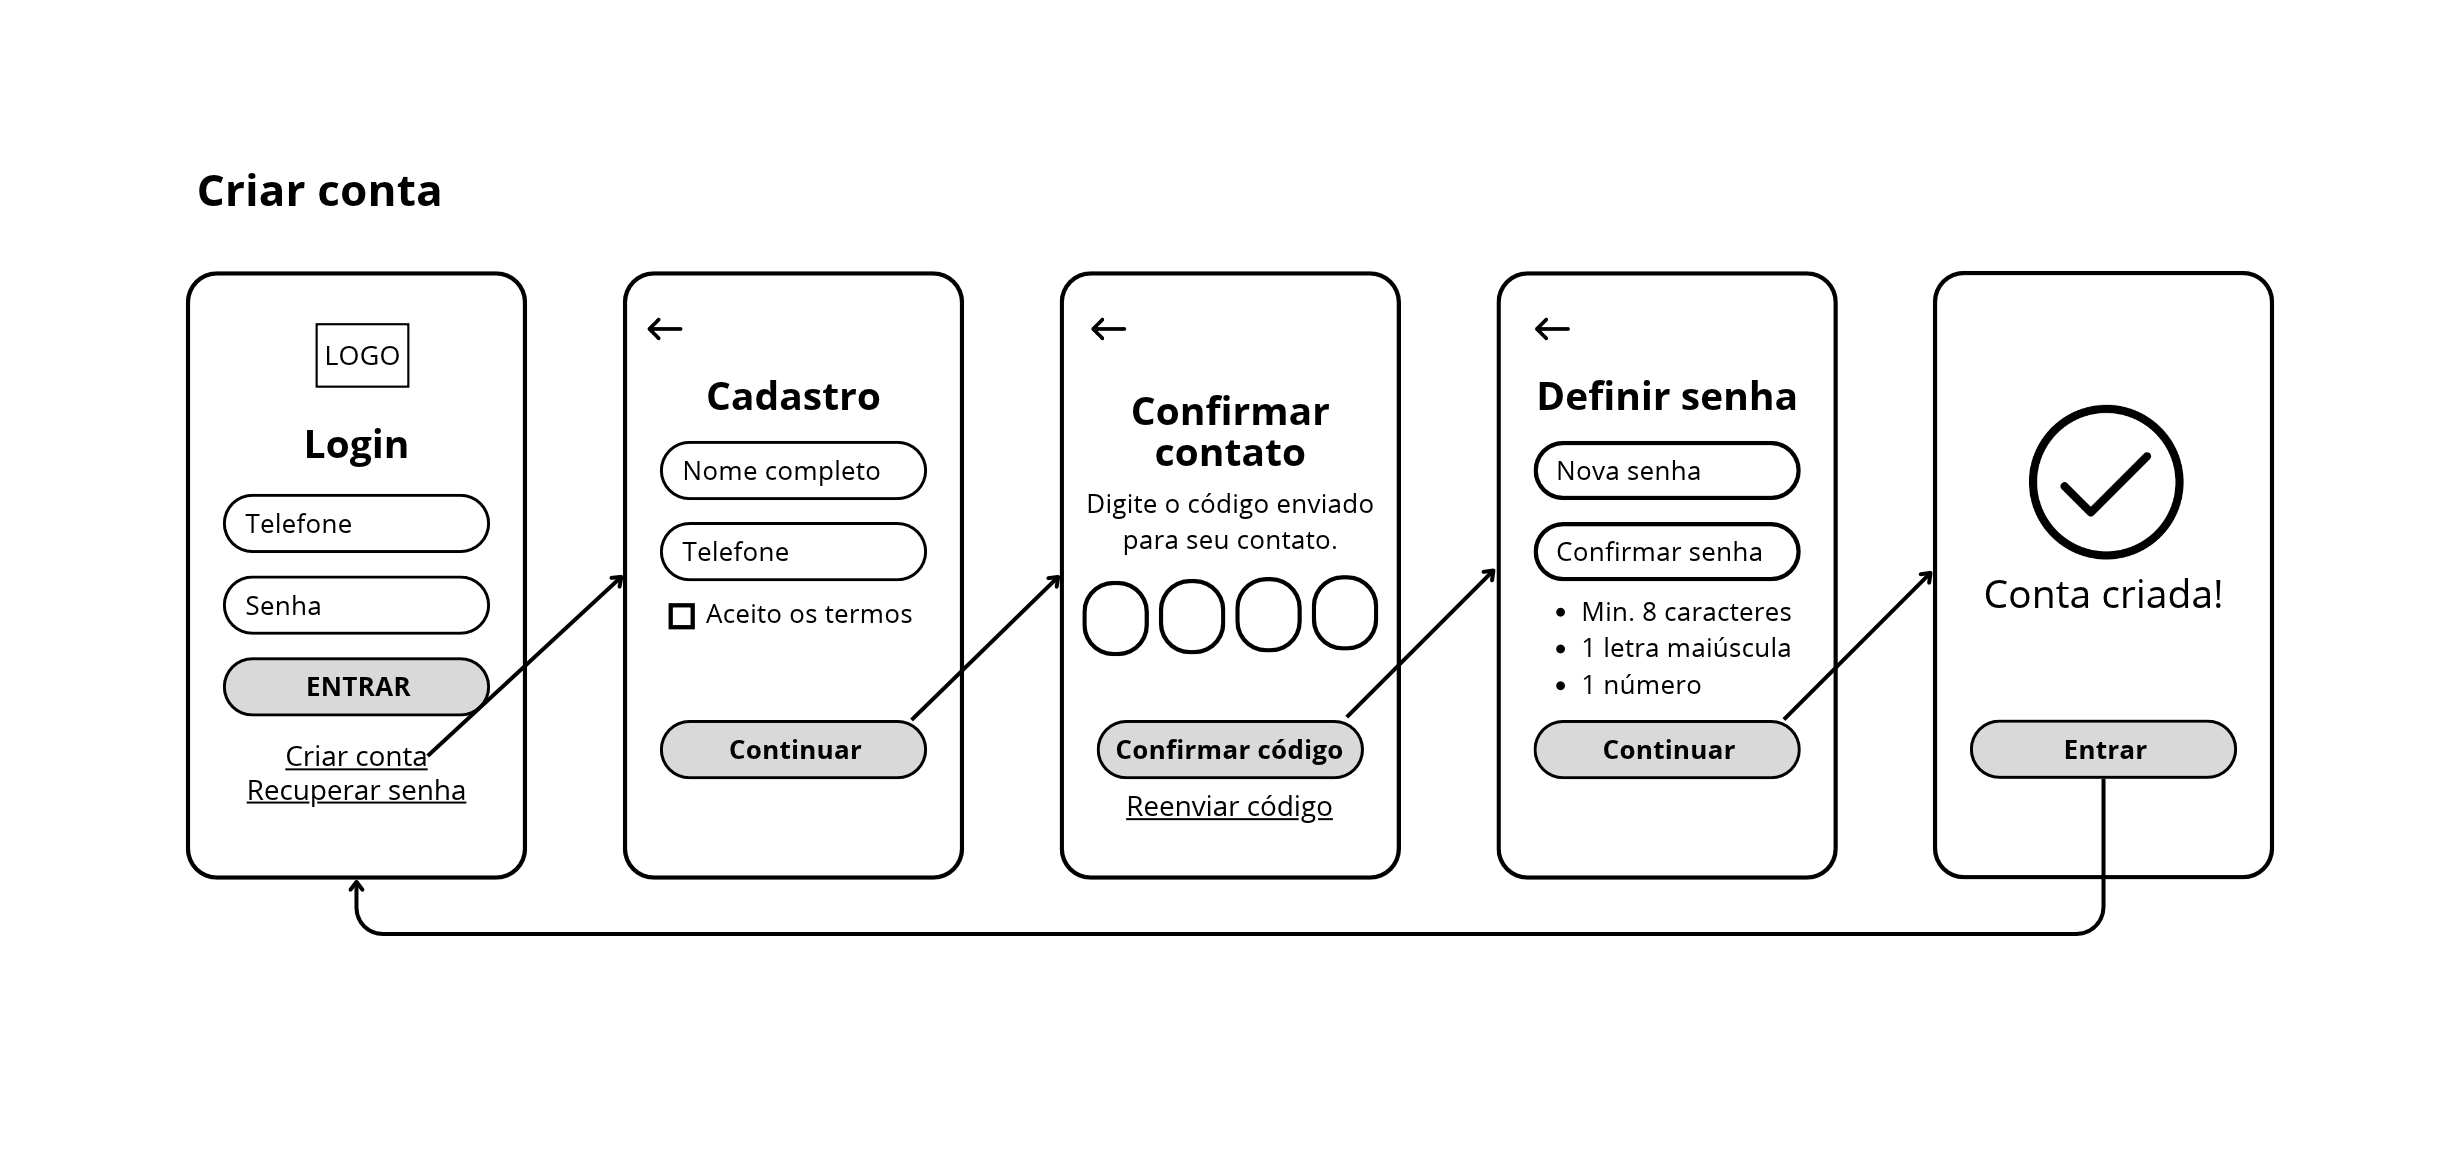 Criar conta
LOGO
Login
Telefone
Senha
ENTRAR
Criar conta
Recuperar senha
Cadastro
Nome completo
Telefone
Aceito os termos
Continuar
Confirmar
contato
Digite o código enviado
para seu contato.
Confirmar código
Reenviar código
Definir senha
Nova senha
Confirmar senha
• Min. 8 caracteres
• 1 letra maiúscula
• 1 número
Continuar
Conta criada!
Entrar